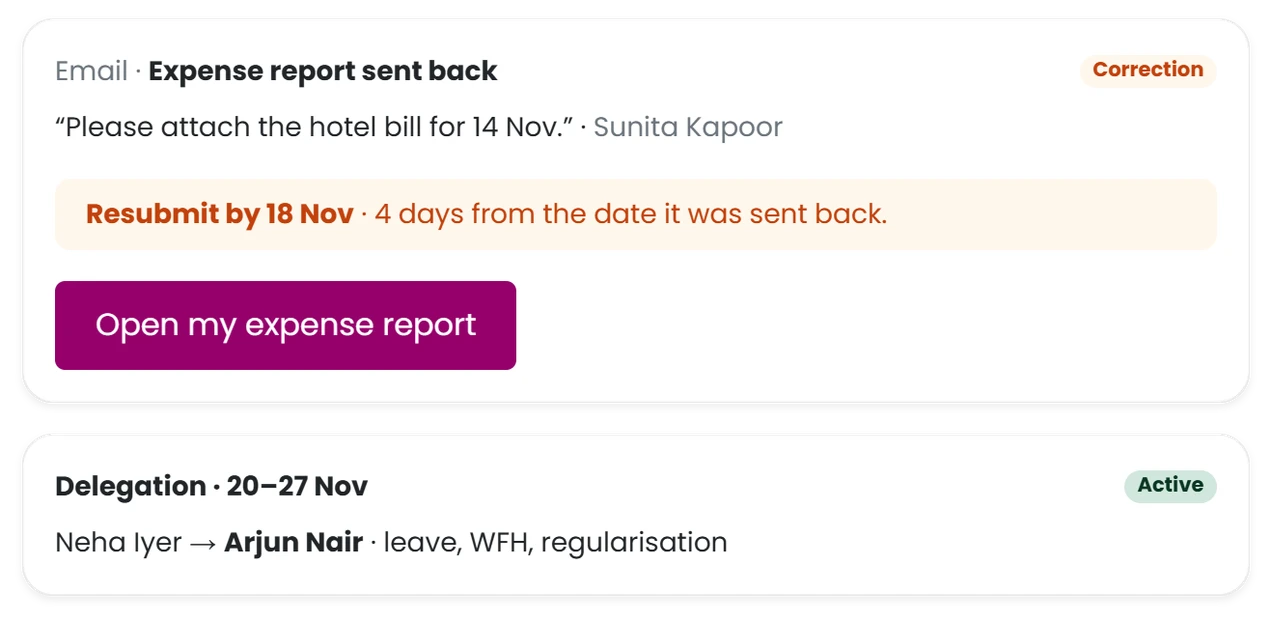 Email · Expense report sent back
Correction
“Please attach the hotel bill for 14 Nov.” · Sunita Kapoor
Resubmit by 18 Nov · 4 days from the date it was sent back.
Open my expense report
Delegation · 20–27 Nov
Active
Neha Iyer → Arjun Nair · leave, WFH, regularisation